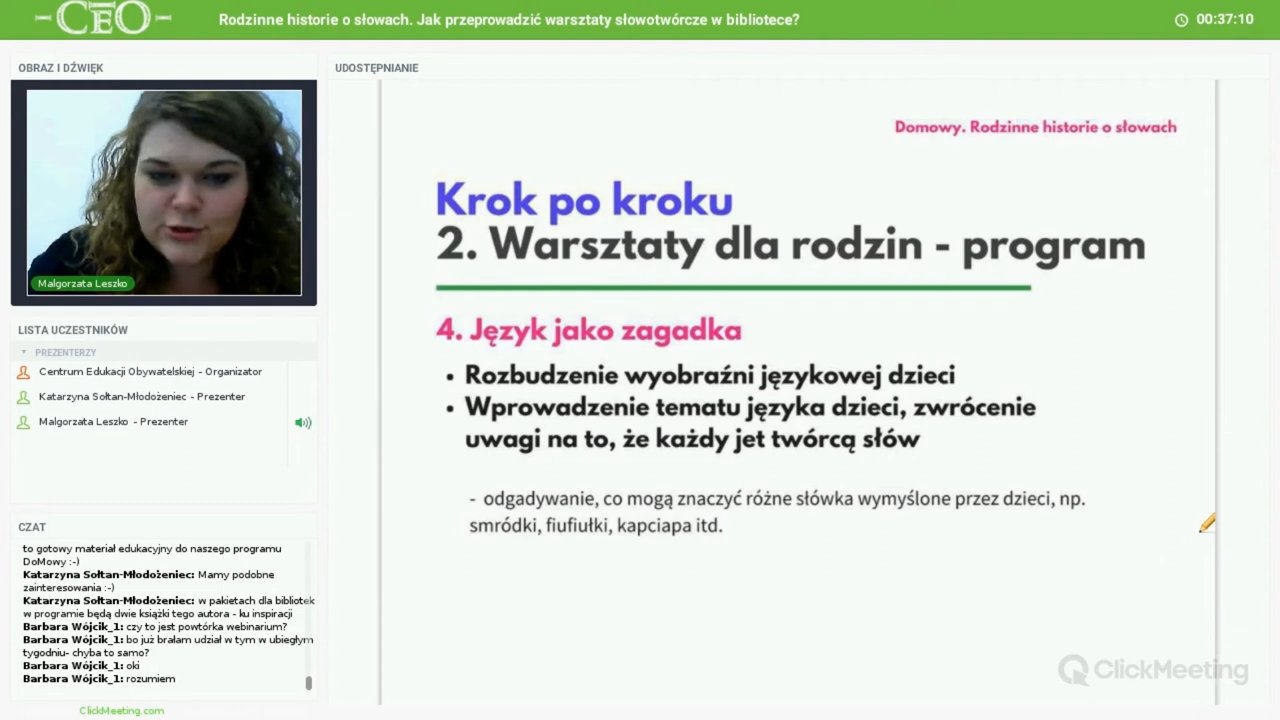 CEO
Rodzinne historie o słowach. Jak przeprowadzić warsztaty słowotwórcze w bibliotece?
00:37:10
OBRAZ I DŹWIĘK
Malgorzata Leszko
LISTA UCZESTNIKÓW
PREZENTERZY
Centrum Edukacji Obywatelskiej - Organizator
Katarzyna Sołtan-Młodożeniec - Prezenter
Malgorzata Leszko - Prezenter
CZAT
to gotowy materiał edukacyjny do naszego programu
DoMowy :-)
Katarzyna Sołtan-Młodożeniec: Mamy podobne
zainteresowania :-)
Katarzyna Sołtan-Młodożeniec: w pakietach dla bibliotek
w programie będą dwie książki tego autora - ku inspiracji
Barbara Wójcik_1: czy to jest powtórka webinarium?
Barbara Wójcik_1: bo już brałam udział w tym w ubiegłym
tygodniu- chyba to samo?
Barbara Wójcik_1: oki
Barbara Wójcik_1: rozumiem
ClickMeeting.com
UDOSTĘPNIANIE
Domowy. Rodzinne historie o słowach
Krok po kroku
2. Warsztaty dla rodzin - program
4. Język jako zagadka
• Rozbudzenie wyobraźni językowej dzieci
• Wprowadzenie tematu języka dzieci, zwrócenie
uwagi na to, że każdy jet twórcą słów
- odgadywanie, co mogą znaczyć różne słówka wymyślone przez dzieci, np.
smródki, fiufiułki, kapciapa itd.
ClickMeeting